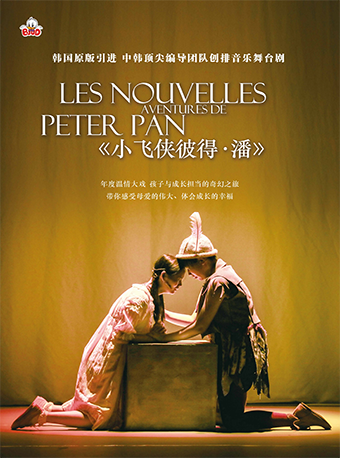 BMD
韩国原版引进 中韩顶尖编导团队创排音乐舞台剧
LES NOUVELLES
AVENTURES DE
PETER PAN
《小飞侠彼得·潘》
年度温情大戏 孩子与成长担当的奇幻之旅
带你感受母爱的伟大、体会成长的幸福